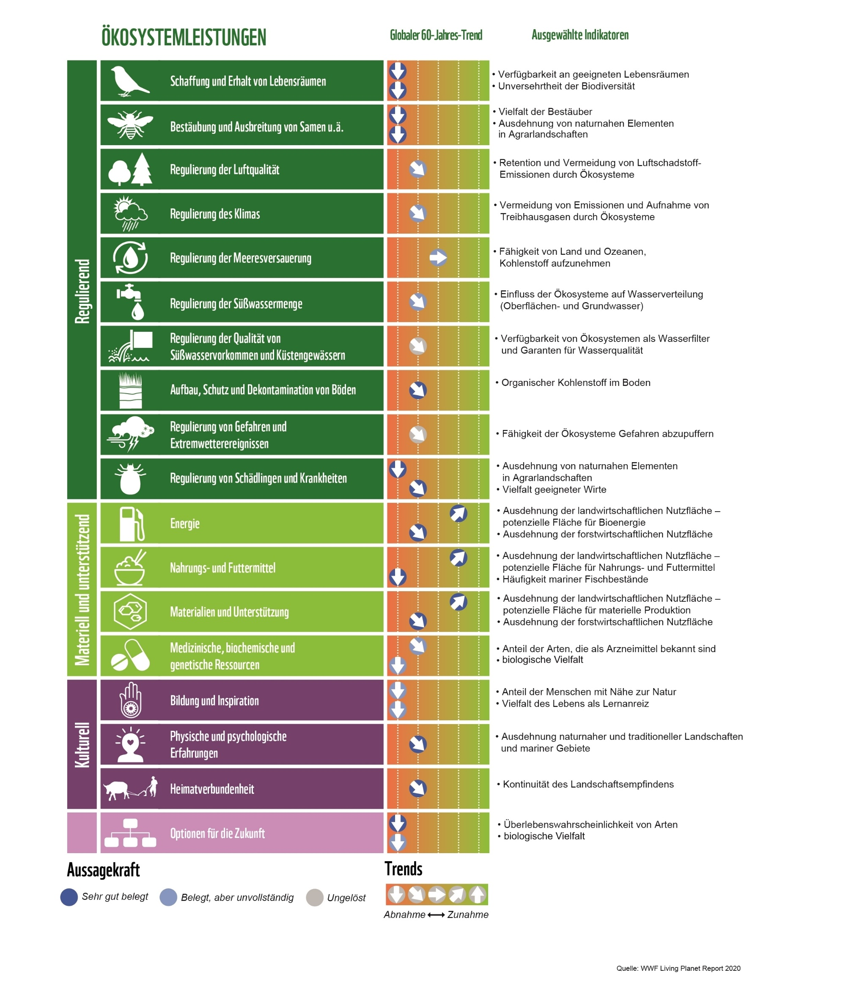 ÖKOSYSTEMLEISTUNGEN
Globaler 60-Jahres-Trend
Ausgewählte Indikatoren
Regulierend
Schaffung und Erhalt von Lebensräumen
• Verfügbarkeit an geeigneten Lebensräumen
• Unversehrtheit der Biodiversität
Bestäubung und Ausbreitung von Samen u.ä.
• Vielfalt der Bestäuber
• Ausdehnung von naturnahen Elementen
in Agrarlandschaften
Regulierung der Luftqualität
• Retention und Vermeidung von Luftschadstoff-
Emissionen durch Ökosysteme
Regulierung des Klimas
• Vermeidung von Emissionen und Aufnahme von
Treibhausgasen durch Ökosysteme
Regulierung der Meeresversauerung
• Fähigkeit von Land und Ozeanen,
Kohlenstoff aufzunehmen
Regulierung der Süßwassermenge
• Einfluss der Ökosysteme auf Wasserverteilung
(Oberflächen- und Grundwasser)
Regulierung der Qualität von
Süßwasservorkommen und Küstengewässern
• Verfügbarkeit von Ökosystemen als Wasserfilter
und Garanten für Wasserqualität
Aufbau, Schutz und Dekontamination von Böden
• Organischer Kohlenstoff im Boden
Regulierung von Gefahren und
Extremwetterereignissen
• Fähigkeit der Ökosysteme Gefahren abzupuffern
Regulierung von Schädlingen und Krankheiten
• Ausdehnung von naturnahen Elementen
in Agrarlandschaften
• Vielfalt geeigneter Wirte
Materiell und unterstützend
Energie
• Ausdehnung der landwirtschaftlichen Nutzfläche –
potenzielle Fläche für Bioenergie
• Ausdehnung der forstwirtschaftlichen Nutzfläche
Nahrungs- und Futtermittel
• Ausdehnung der landwirtschaftlichen Nutzfläche –
potenzielle Fläche für Nahrungs- und Futtermittel
• Häufigkeit mariner Fischbestände
Materialien und Unterstützung
• Ausdehnung der landwirtschaftlichen Nutzfläche –
potenzielle Fläche für materielle Produktion
• Ausdehnung der forstwirtschaftlichen Nutzfläche
Medizinische, biochemische und
genetische Ressourcen
• Anteil der Arten, die als Arzneimittel bekannt sind
• biologische Vielfalt
Kulturell
Bildung und Inspiration
• Anteil der Menschen mit Nähe zur Natur
• Vielfalt des Lebens als Lernanreiz
Physische und psychologische
Erfahrungen
• Ausdehnung naturnaher und traditioneller Landschaften
und mariner Gebiete
Heimatverbundenheit
• Kontinuität des Landschaftsempfindens
Optionen für die Zukunft
• Überlebenswahrscheinlichkeit von Arten
• biologische Vielfalt
Aussagekraft
Sehr gut belegt
Belegt, aber unvollständig
Ungelöst
Trends
Abnahme ↔ Zunahme
Quelle: WWF Living Planet Report 2020